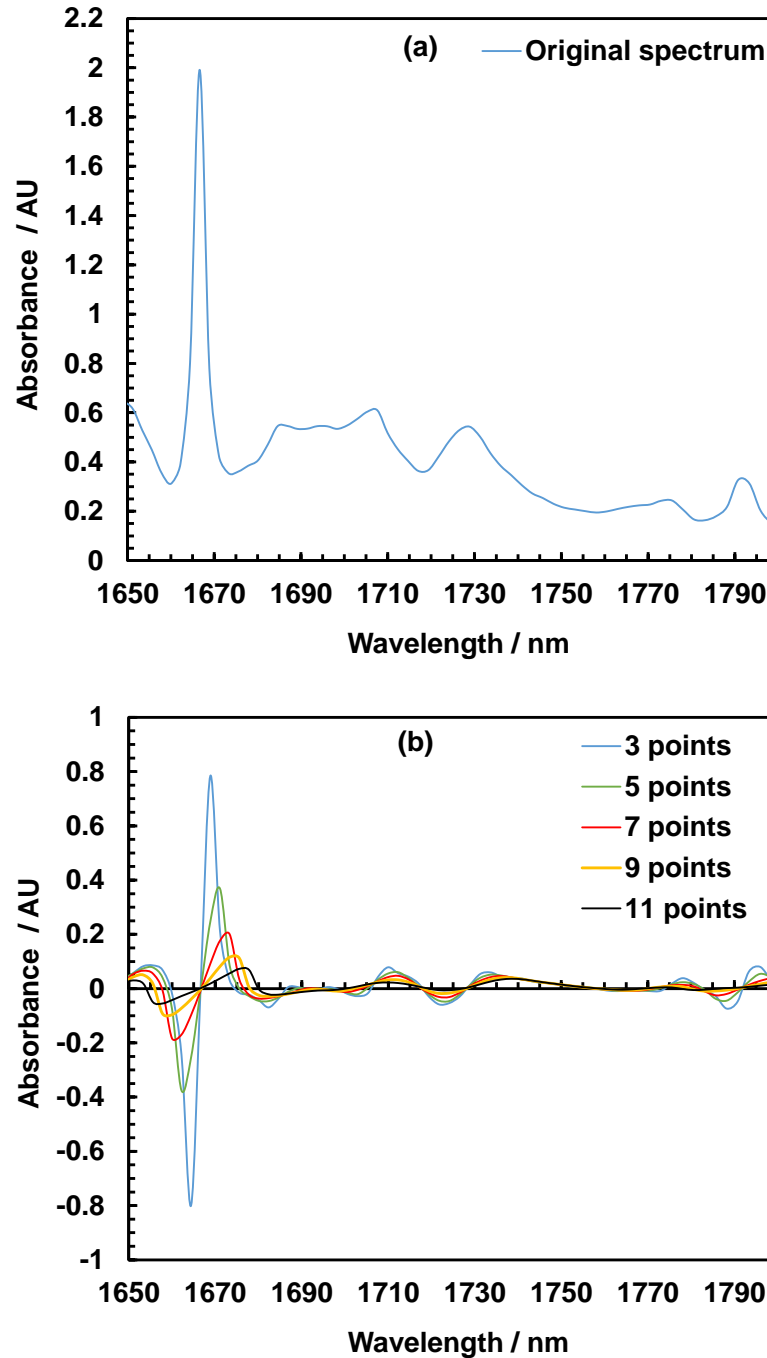 (a)
Original spectrum
2.2
2
1.8
1.6
1.4
1.2
1
0.8
0.6
0.4
0.2
0
Absorbance / AU
1650 1670 1690 1710 1730 1750 1770 1790
Wavelength / nm
(b)
3 points
5 points
7 points
9 points
11 points
1
0.8
0.6
0.4
0.2
0
-0.2
-0.4
-0.6
-0.8
-1
Absorbance / AU
1650 1670 1690 1710 1730 1750 1770 1790
Wavelength / nm